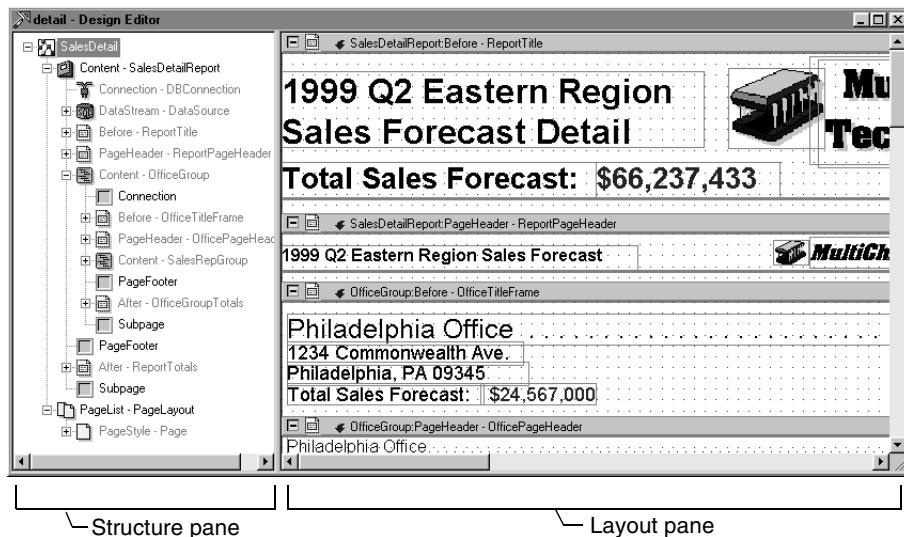 detail - Design Editor
SalesDetail
Content - SalesDetailReport
Connection - DBConnection
DataStream - DataSource
Before - ReportTitle
PageHeader - ReportPageHeader
Content - OfficeGroup
Connection
Before - OfficeTitleFrame
PageHeader - OfficePageHead
Content - SalesRepGroup
PageFooter
After - OfficeGroupTotals
Subpage
PageFooter
After - ReportTotals
Subpage
PageList - PageLayout
PageStyle - Page
SalesDetailReport:Before - ReportTitle
1999 Q2 Eastern Region
Sales Forecast Detail
Mu
Tec
Total Sales Forecast: $66,237,433
SalesDetailReport:PageHeader - ReportPageHeader
1999 Q2 Eastern Region Sales Forecast
MultiCh
OfficeGroup:Before - OfficeTitleFrame
Philadelphia Office
1234 Commonwealth Ave.
Philadelphia, PA 09345
Total Sales Forecast: $24,567,000
OfficeGroup:PageHeader - OfficePageHeader
Philadelphia Office
Structure pane
Layout pane